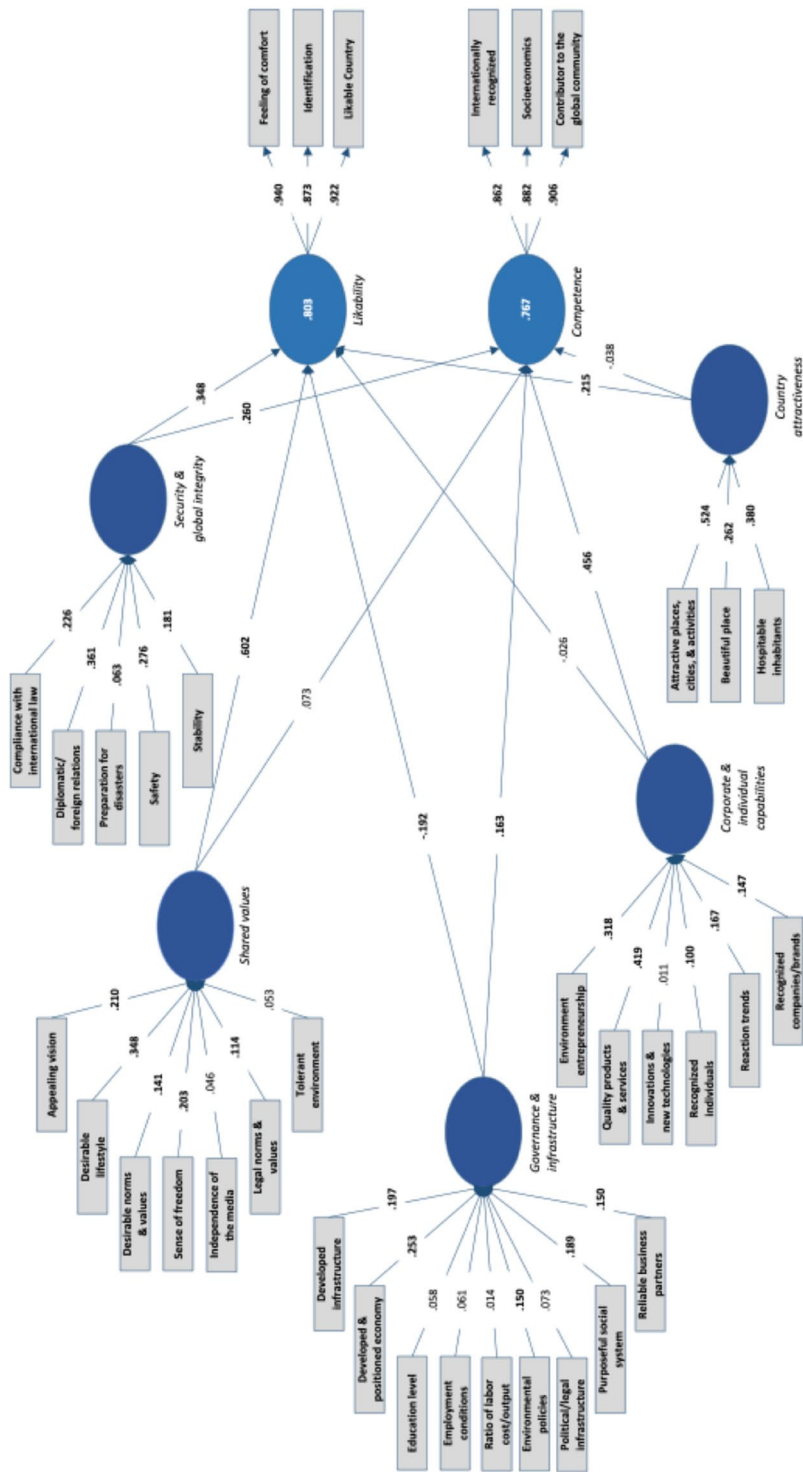 Appealing vision
Desirable
lifestyle
Desirable norms
& values
Sense of freedom
Independence of
the media
Legal norms &
values
Tolerant
environment
.210
.348
.141
.203
.046
.114
.053
Shared values
Compliance with
international law
Diplomatic/
foreign relations
Preparation for
disasters
Safety
Stability
.226
.361
.063
.276
.181
Security &
global integrity
Developed
infrastructure
Developed &
positioned economy
Education level
Employment
conditions
Ratio of labor
cost/output
Environmental
policies
Political/legal
infrastructure
Purposeful social
system
Reliable business
partners
.197
.253
.058
.061
.014
.150
.073
.189
.150
Governance &
infrastructure
Environment
entrepreneurship
Quality products
& services
Innovations &
new technologies
Recognized
individuals
Reaction trends
Recognized
companies/brands
.318
.419
.011
.100
.167
.147
Corporate &
individual
capabilities
Attractive places,
cities, & activities
Beautiful place
Hospitable
inhabitants
.524
.262
.380
Country
attractiveness
.348
.260
.602
.073
-.192
.163
-.026
.456
.215
-.038
.803
Likability
.767
Competence
.940
.873
.922
Feeling of comfort
Identification
Likable Country
.862
.882
.906
Internationally
recognized
Socioeconomics
Contributor to the
global community